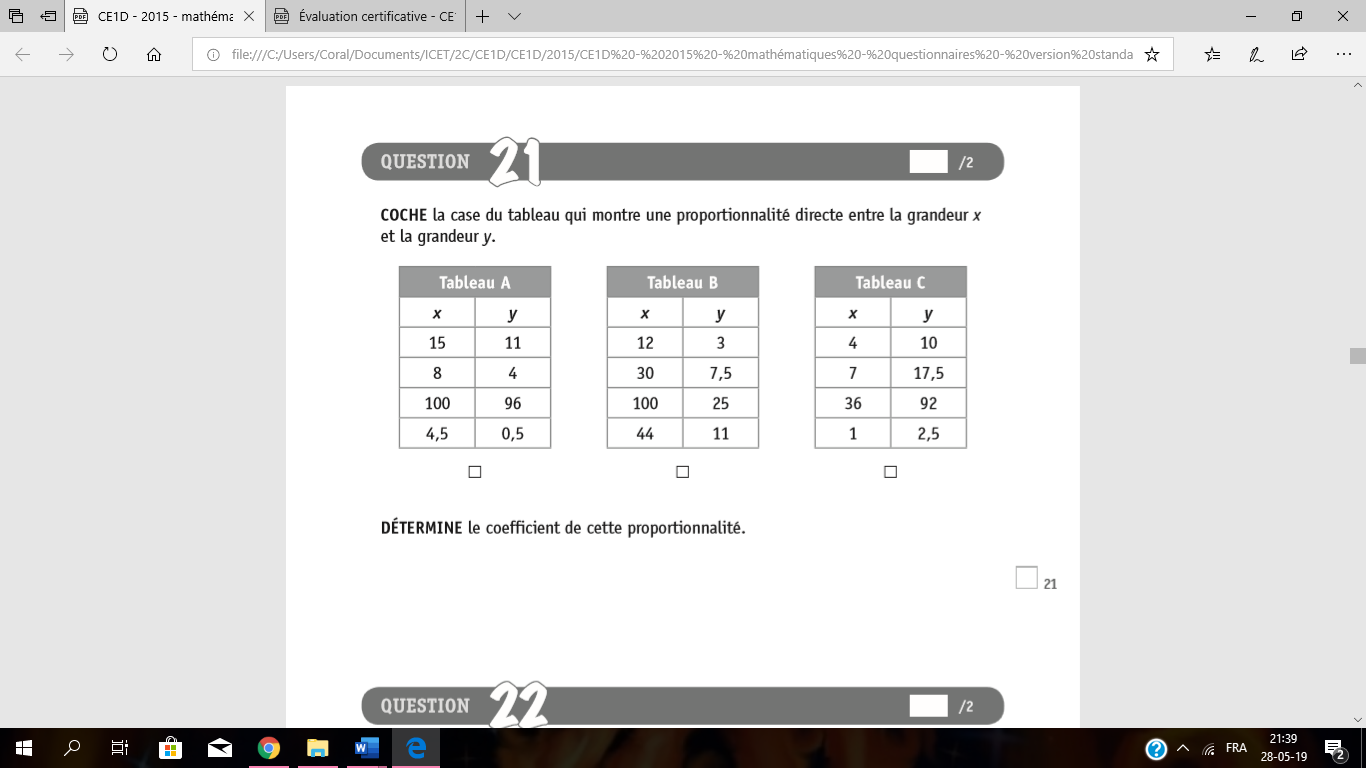 CE1D - 2015 - mathéma
Évaluation certificative - CE
file:///C:/Users/Coral/Documents/ICET/2C/CE1D/CE1D/2015/CE1D%20-%202015%20-%20mathématiques%20-%20questionnaires%20-%20version%20standa
QUESTION 21 /2
COCHE la case du tableau qui montre une proportionnalité directe entre la grandeur x
et la grandeur y.
Tableau A Tableau B Tableau C
x y x y x y
15 11 12 3 4 10
8 4 30 7,5 7 17,5
100 96 100 25 36 92
4,5 0,5 44 11 1 2,5
DÉTERMINE le coefficient de cette proportionnalité.
21
QUESTION 22 /2
FRA
21:39
28-05-19
2